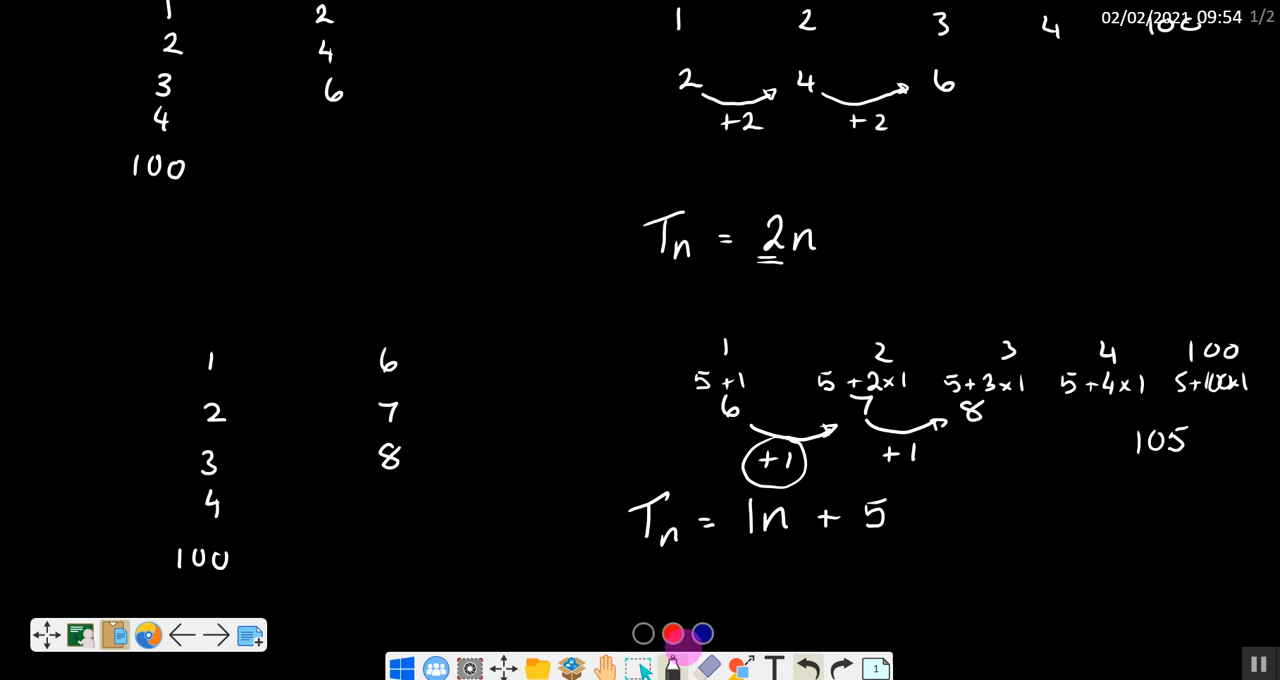 02/02/2021 09:54 1/2
1 2
2 4
3 6
4
100
1 2 3 4 100
2 4 6
+2 +2
Tn = 2n
1 6
2 7
3 8
4
100
1 2 3 4 100
5 +1 5 +2×1 5+3×1 5+4×1 5+100×1
6 7 8
+1 +1
105
Tn = 1n + 5
1